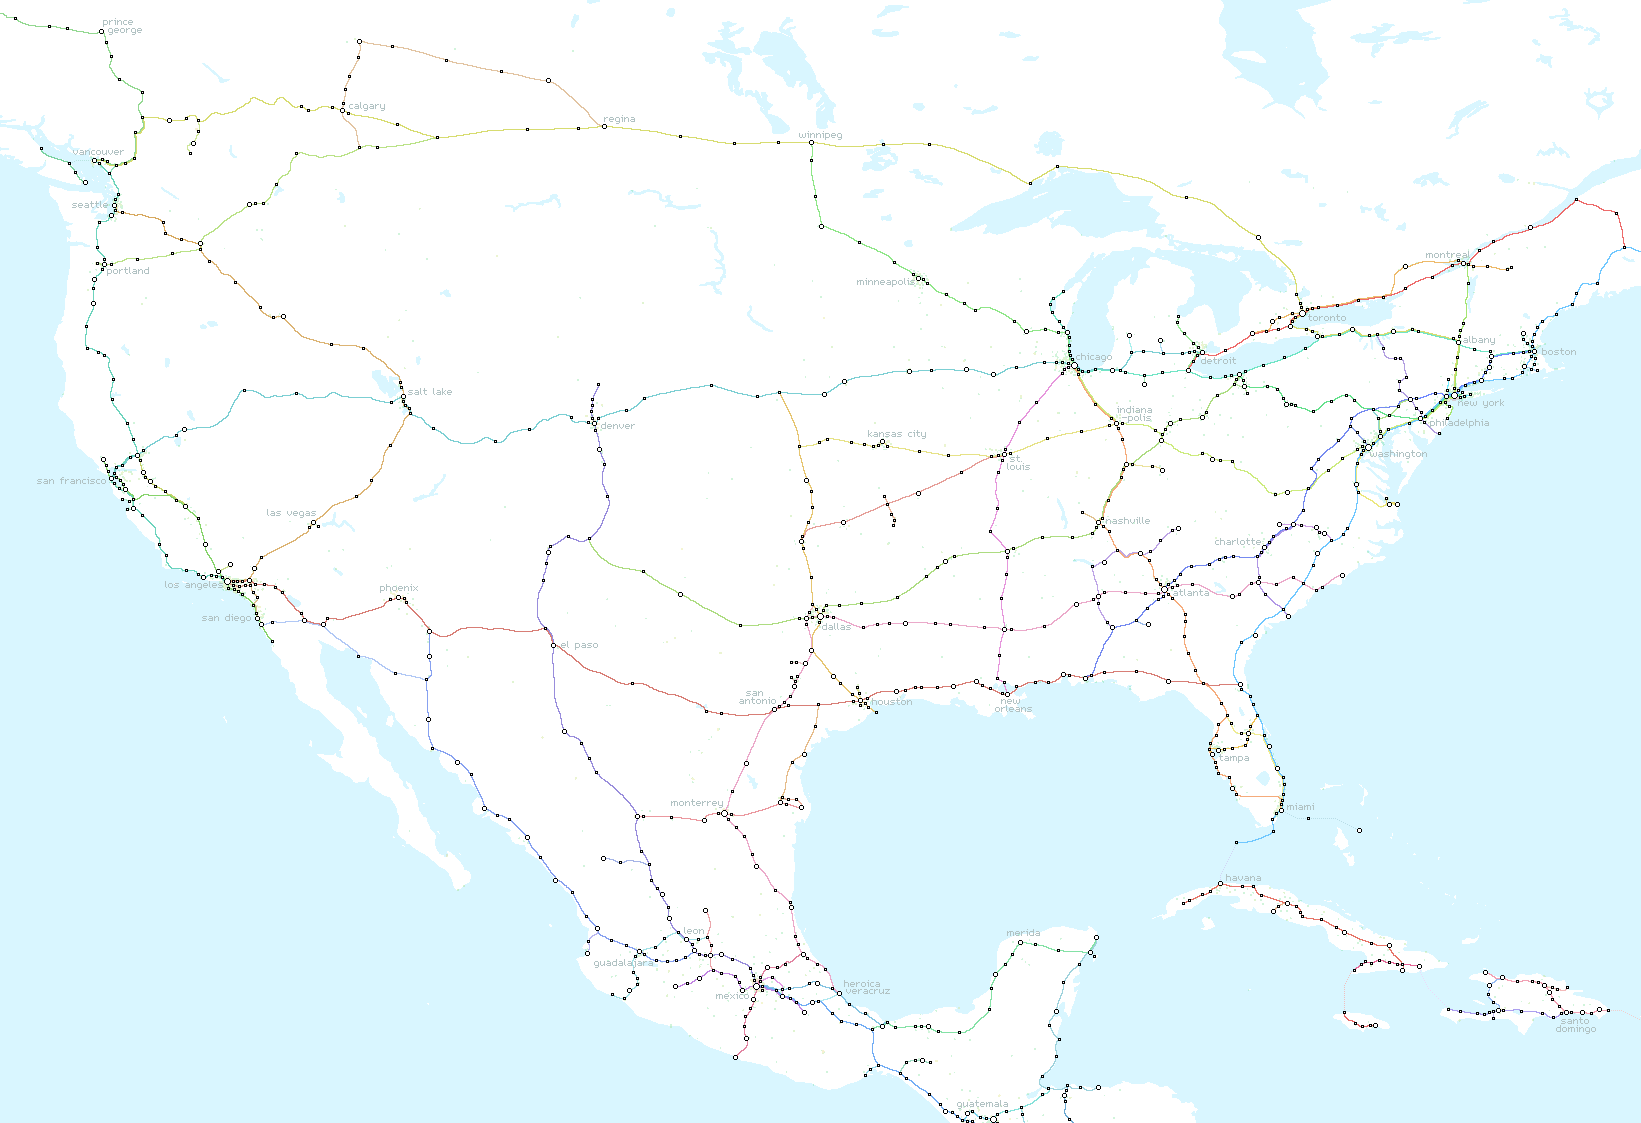 prince
george
calgary
regina
winnipeg
vancouver
seattle
portland
minneapolis
montreal
toronto
albany
boston
detroit
chicago
salt lake
new york
indiana
-polis
philadelphia
denver
kansas city
washington
st.
louis
san francisco
las vegas
nashville
charlotte
los angeles
phoenix
atlanta
san diego
dallas
el paso
san
antonio
houston
new
orleans
tampa
monterrey
miami
havana
leon
merida
guadalajara
mexico
heroica
veracruz
santo
domingo
guatemala